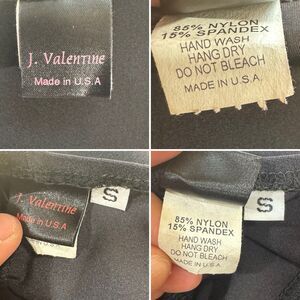 J. Valentine
Made in U.S.A
85% NYLON
15% SPANDEX
HAND WASH
HANG DRY
DO NOT BLEACH
MADE IN U.S.A
J. Valentine
Made in U.S.A
S
85% NYLON
15% SPANDEX
HAND WASH
HANG DRY
DO NOT BLEACH
MADE IN U.S.A.
S